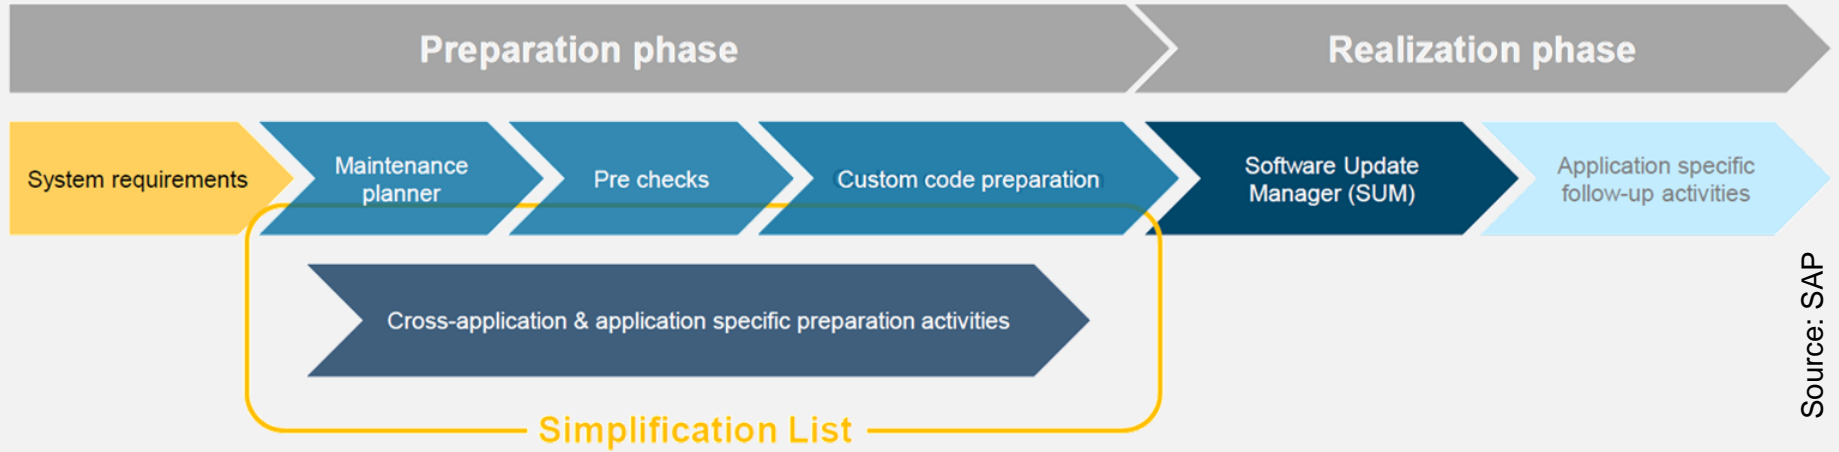 Preparation phase
Realization phase
System requirements
Maintenance
planner
Pre checks
Custom code preparation
Software Update
Manager (SUM)
Application specific
follow-up activities
Cross-application & application specific preparation activities
Simplification List
Source: SAP